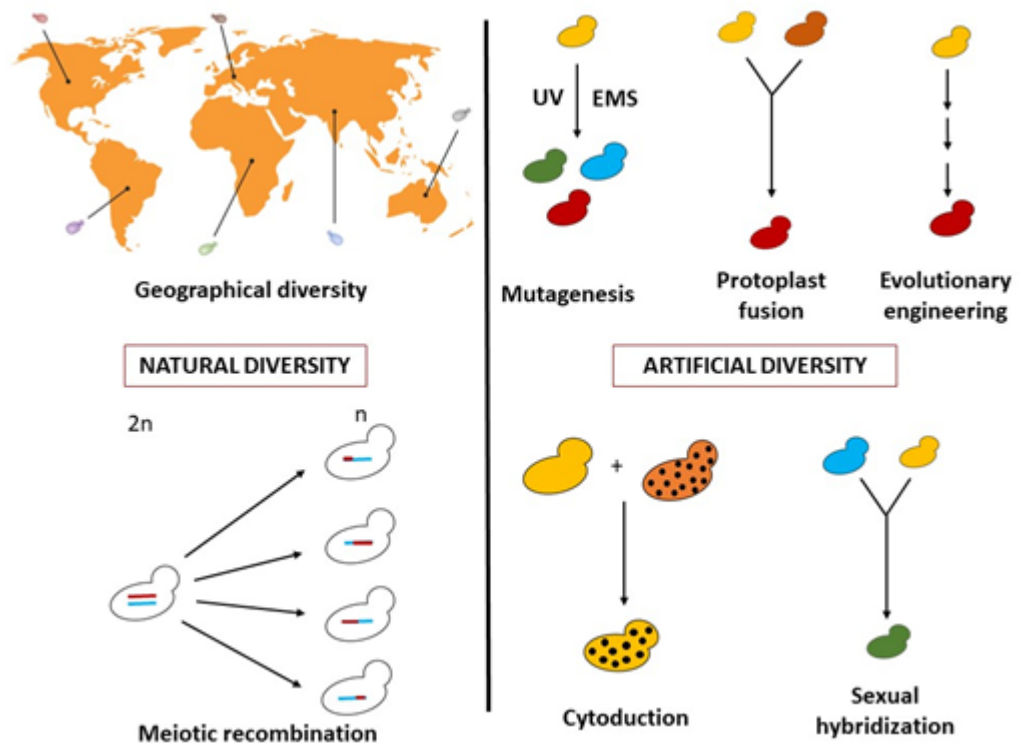 Geographical diversity
NATURAL DIVERSITY
2n
n
Meiotic recombination
UV
EMS
Mutagenesis
Protoplast
fusion
Evolutionary
engineering
ARTIFICIAL DIVERSITY
+
Cytoduction
Sexual
hybridization